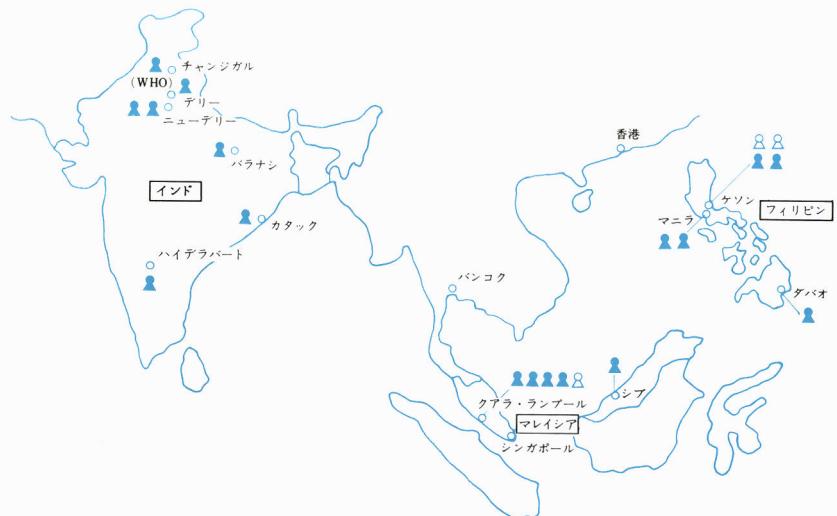 チャンジガル
(WHO)
デリー
ニューデリー
バラナシ
インド
カタック
ハイデラバート
香港
ケソン
フィリピン
マニラ
バンコク
ダバオ
シブ
クアラ・ランプール
マレイシア
シンガポール